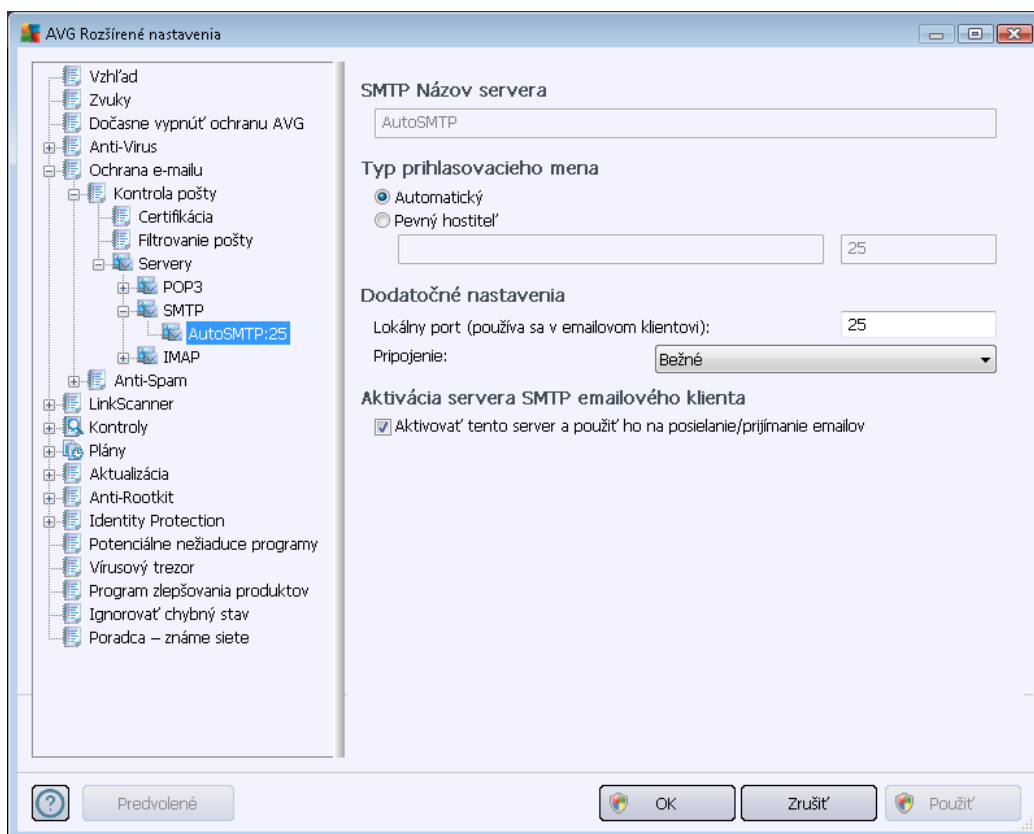 AVG Rozšírené nastavenia
Vzhľad
Zvuky
Dočasne vypnúť ochranu AVG
Anti-Virus
Ochrana e-mailu
Kontrola pošty
Certifikácia
Filtrovanie pošty
Servery
POP3
SMTP
AutoSMTP:25
IMAP
Anti-Spam
LinkScanner
Kontroly
Plány
Aktualizácia
Anti-Rootkit
Identity Protection
Potenciálne nežiaduce programy
Vírusový trezor
Program zlepšovania produktov
Ignorovať chybný stav
Poradca – známe siete
SMTP Názov servera
AutoSMTP
Typ prihlasovacieho mena
Automatický
Pevný hostiteľ
25
Dodatočné nastavenia
Lokálny port (používa sa v emailovom klientovi): 25
Pripojenie: Bežné
Aktivácia servera SMTP emailového klienta
Aktivovať tento server a použiť ho na posielanie/prijímanie emailov
Predvolené OK Zrušiť Použiť